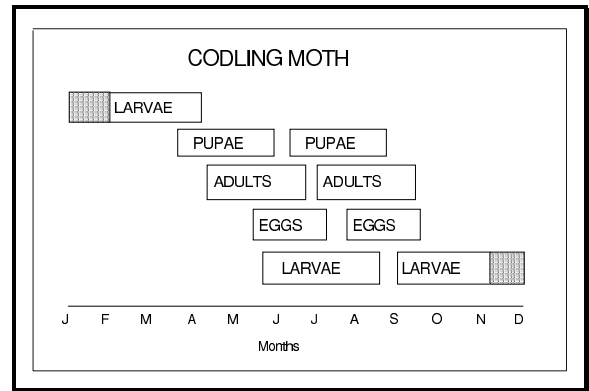 CODLING MOTH
LARVAE
PUPAE PUPAE
ADULTS ADULTS
EGGS EGGS
LARVAE LARVAE
J F M A M J J A S O N D
Months